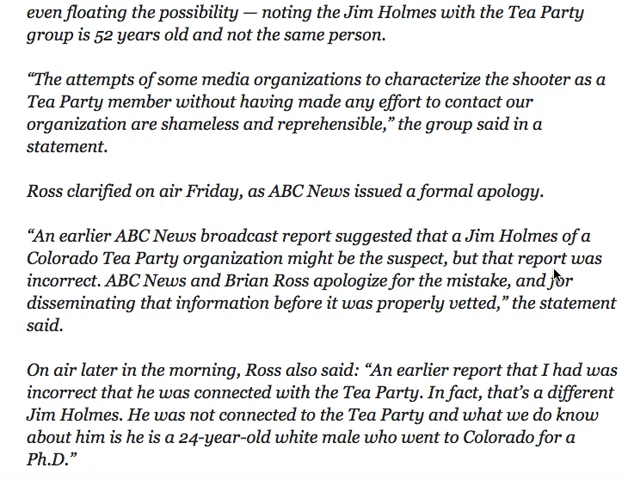 even floating the possibility — noting the Jim Holmes with the Tea Party
group is 52 years old and not the same person.
“The attempts of some media organizations to characterize the shooter as a
Tea Party member without having made any effort to contact our
organization are shameless and reprehensible,” the group said in a
statement.
Ross clarified on air Friday, as ABC News issued a formal apology.
“An earlier ABC News broadcast report suggested that a Jim Holmes of a
Colorado Tea Party organization might be the suspect, but that report was
incorrect. ABC News and Brian Ross apologize for the mistake, and for
disseminating that information before it was properly vetted,” the statement
said.
On air later in the morning, Ross also said: “An earlier report that I had was
incorrect that he was connected with the Tea Party. In fact, that’s a different
Jim Holmes. He was not connected to the Tea Party and what we do know
about him is he is a 24-year-old white male who went to Colorado for a
Ph.D.”